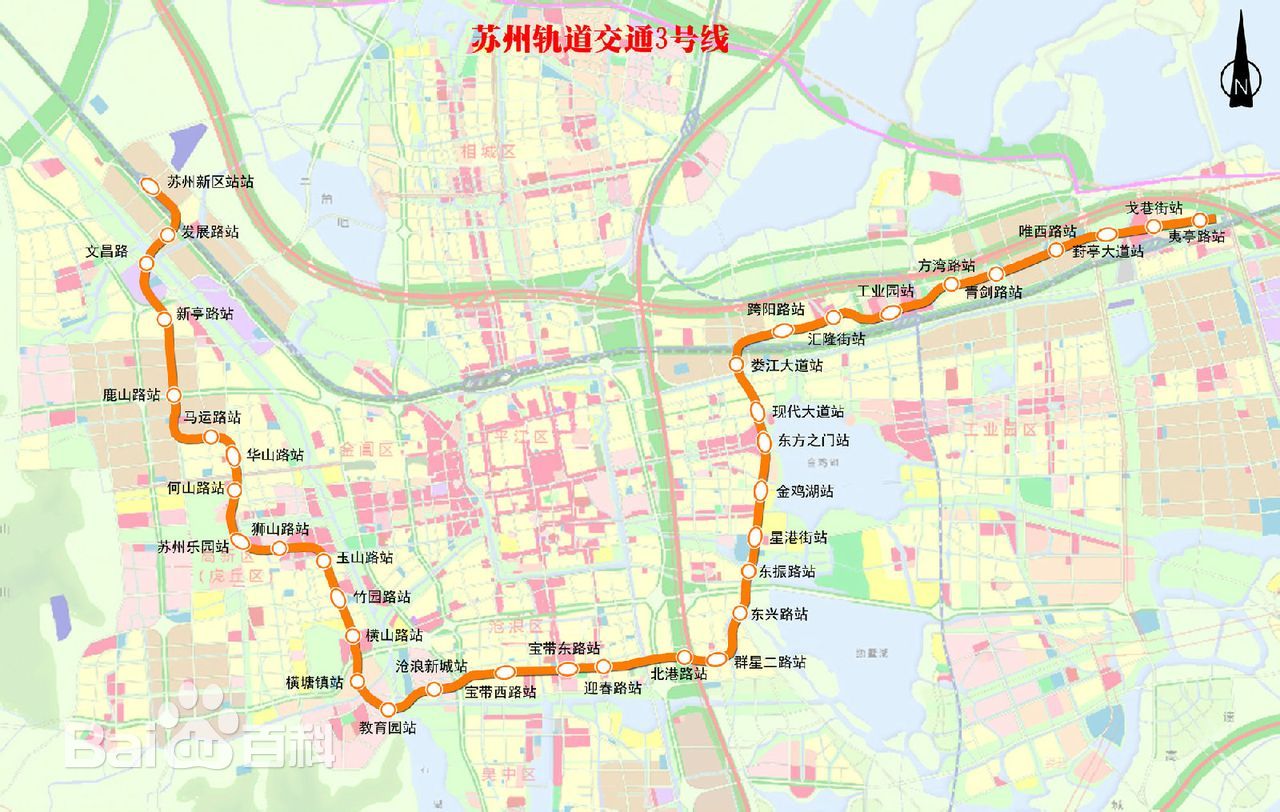 苏州轨道交通3号线
N
相城区
苏州新区站站
发展路站
文昌路
新亭路站
鹿山路站
马运路站
华山路站
何山路站
狮山路站
苏州乐园站
高新区
(虎丘区)
玉山路站
竹园路站
横山路站
横塘镇站
教育园站
沧浪新城站
宝带西路站
宝带东路站
迎春路站
北港路站
群星二路站
东兴路站
东振路站
星港街站
金鸡湖站
东方之门站
现代大道站
娄江大道站
跨阳路站
汇隆街站
工业园站
方湾路站
青剑路站
唯西路站
葑亭大道站
戈巷街站
夷亭路站
金阊区
平江区
沧浪区
吴中区
工业园区
金鸡湖
独墅湖
Baidu百科